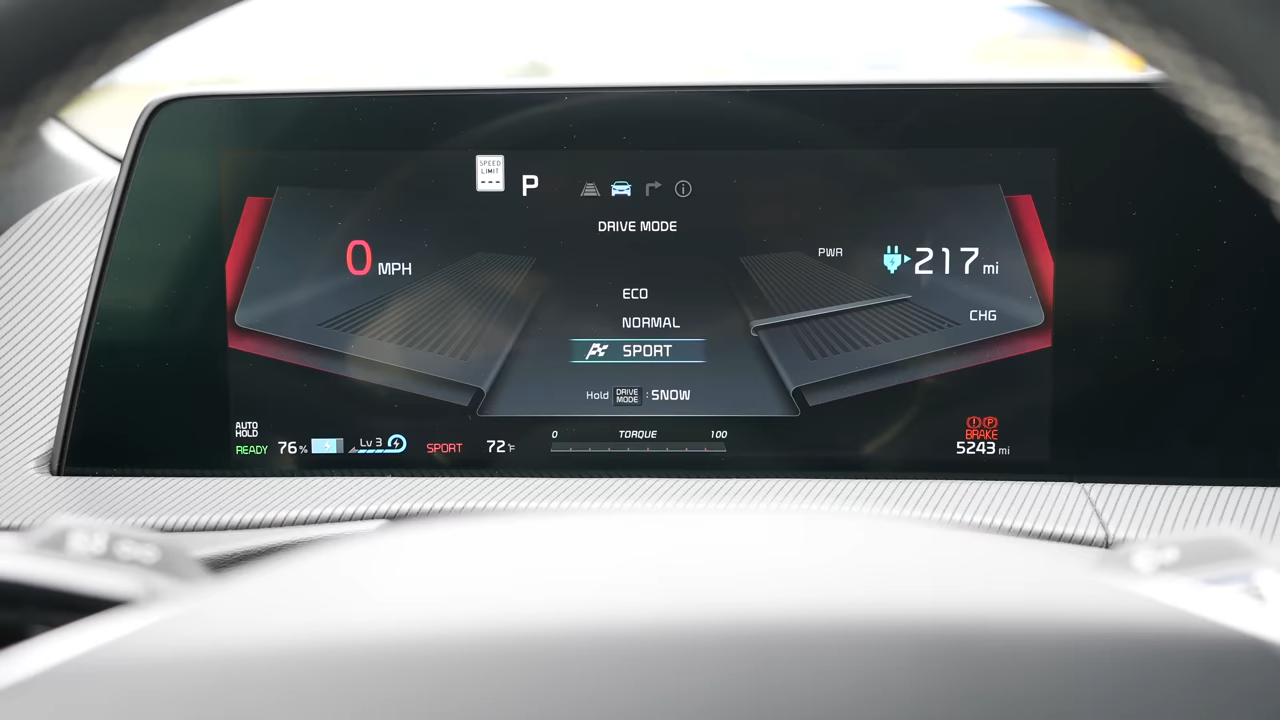 SPEED
LIMIT
---
P
DRIVE MODE
0 MPH
PWR
217 mi
CHG
ECO
NORMAL
SPORT
Hold DRIVE MODE : SNOW
AUTO
HOLD
READY
76%
Lv 3
SPORT
72°F
0 TORQUE 100
BRAKE
5243 mi